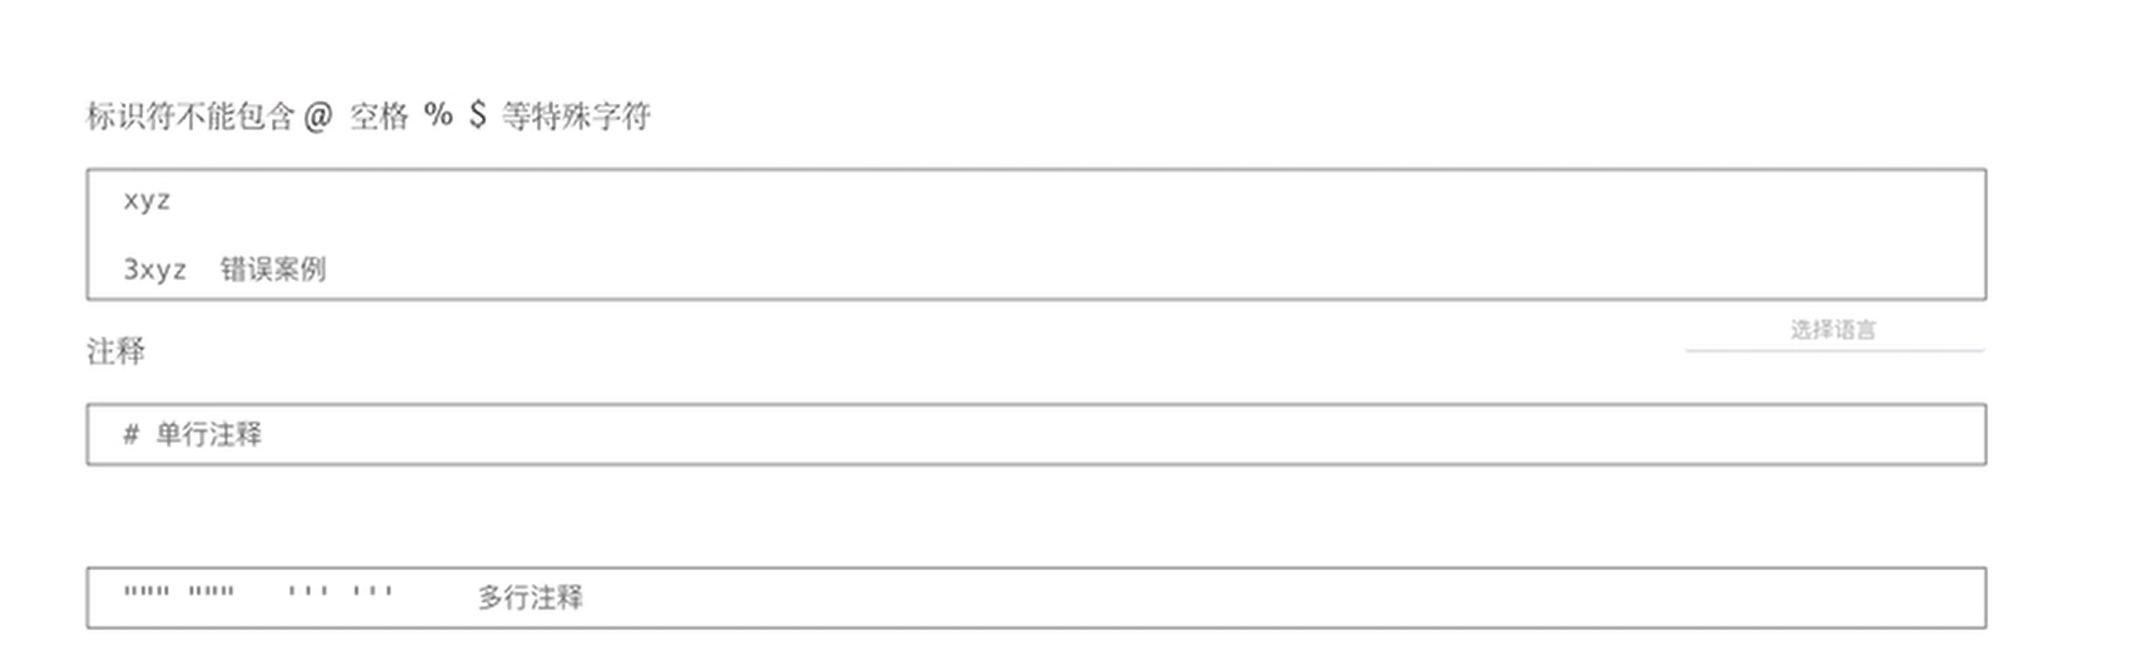 标识符不能包含 @ 空格 % $ 等特殊字符
xyz
3xyz 错误案例
选择语言
注释
# 单行注释
""" """ ''' ''' 多行注释